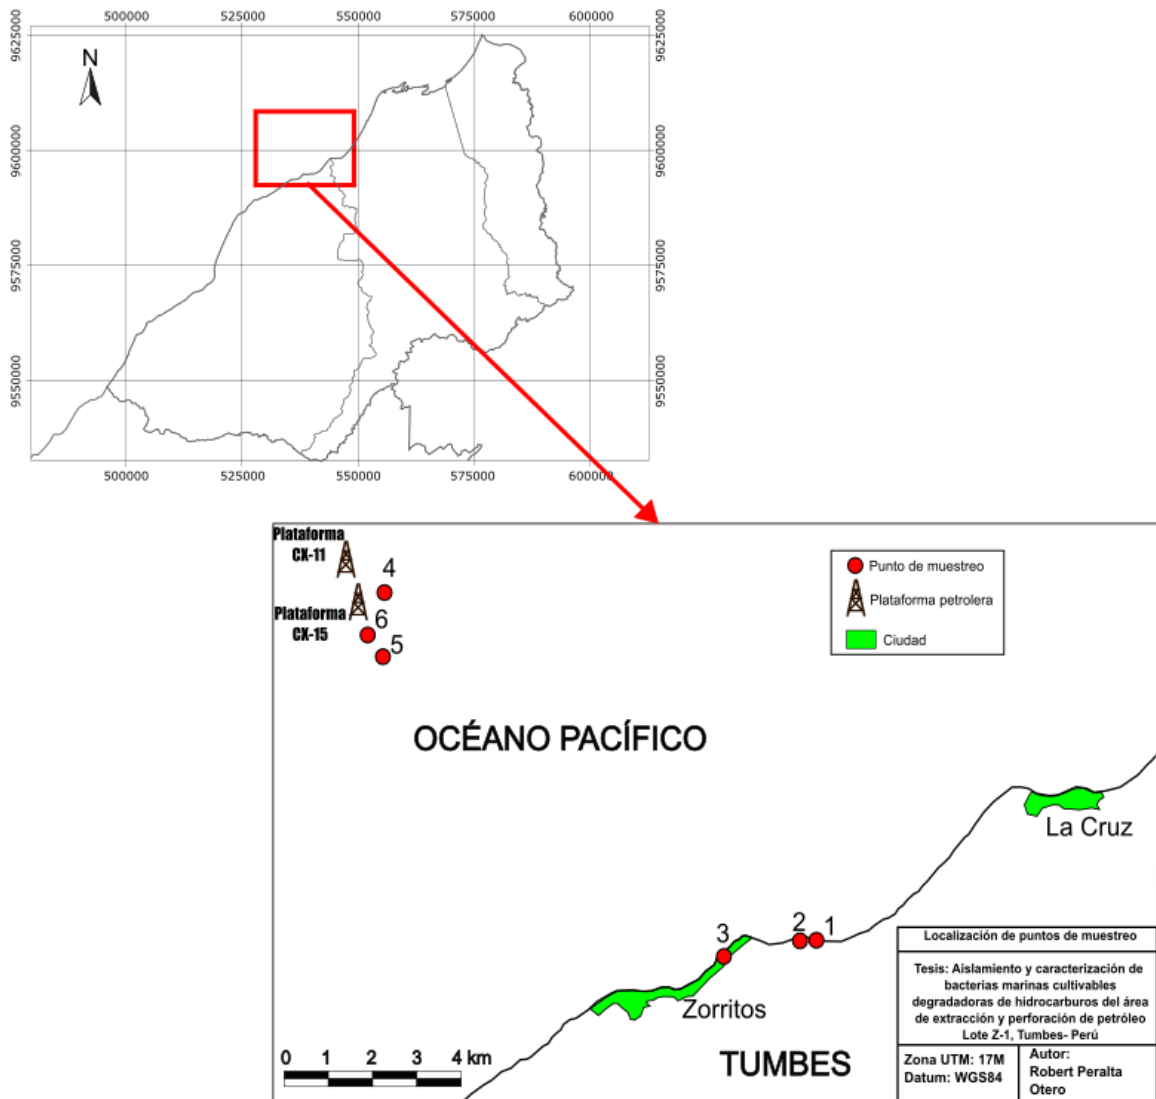 500000 525000 550000 575000 600000
9625000 9625000
N
9600000 9600000
9575000 9575000
9550000 9550000
500000 525000 550000 575000 600000
Plataforma
CX-11
4
Plataforma
CX-15
6
5
Punto de muestreo
Plataforma petrolera
Ciudad
OCÉANO PACÍFICO
La Cruz
3 2 1
Zorritos
TUMBES
0 1 2 3 4 km
Localización de puntos de muestreo
Tesis: Aislamiento y caracterización de
bacterias marinas cultivables
degradadoras de hidrocarburos del área
de extracción y perforación de petróleo
Lote Z-1, Tumbes- Perú
Zona UTM: 17M
Datum: WGS84
Autor:
Robert Peralta
Otero